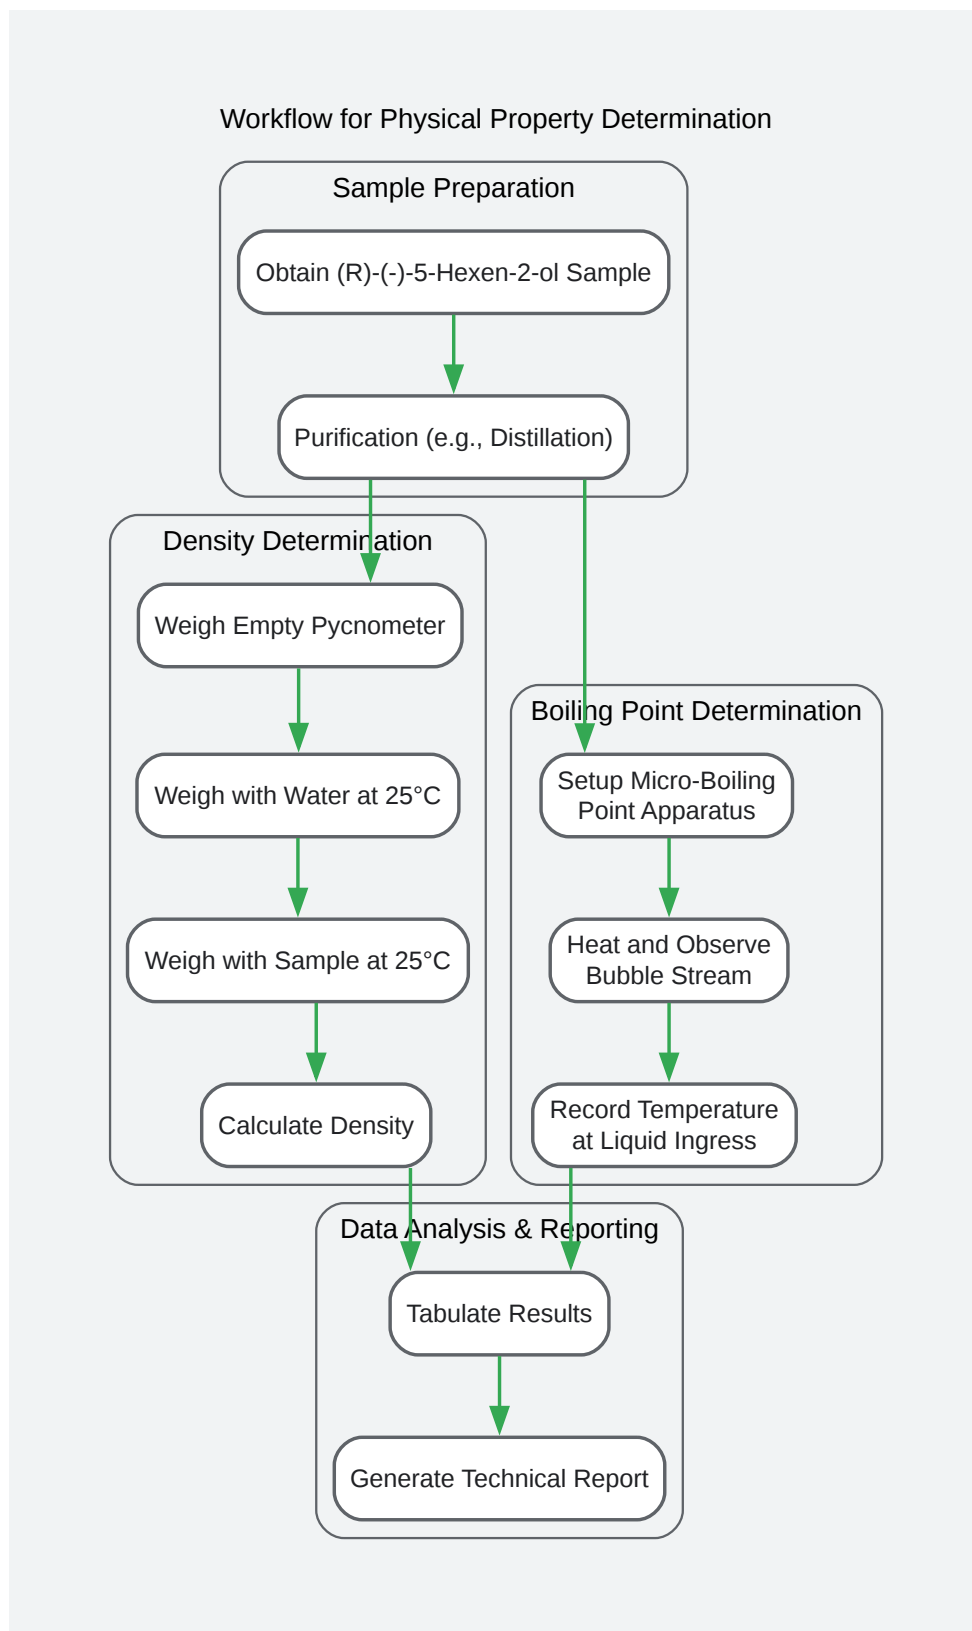 Workflow for Physical Property Determination
Sample Preparation
Obtain (R)-(-)-5-Hexen-2-ol Sample
Purification (e.g., Distillation)
Density Determination
Weigh Empty Pycnometer
Weigh with Water at 25°C
Weigh with Sample at 25°C
Calculate Density
Boiling Point Determination
Setup Micro-Boiling
Point Apparatus
Heat and Observe
Bubble Stream
Record Temperature
at Liquid Ingress
Data Analysis & Reporting
Tabulate Results
Generate Technical Report